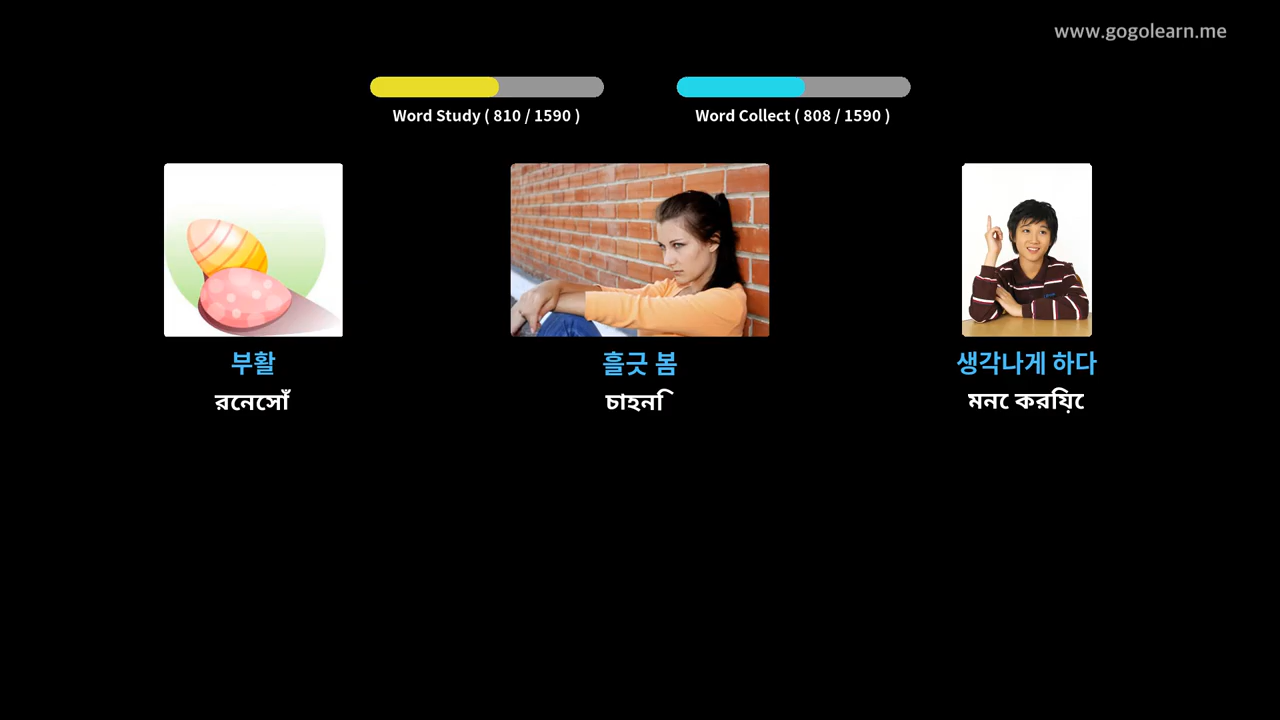 www.gogolearn.me
Word Study ( 810 / 1590 )
Word Collect ( 808 / 1590 )
부활
흘긋 봄
생각나게 하다
রেনেসাঁ
চাহনি
মনে করিয়ে